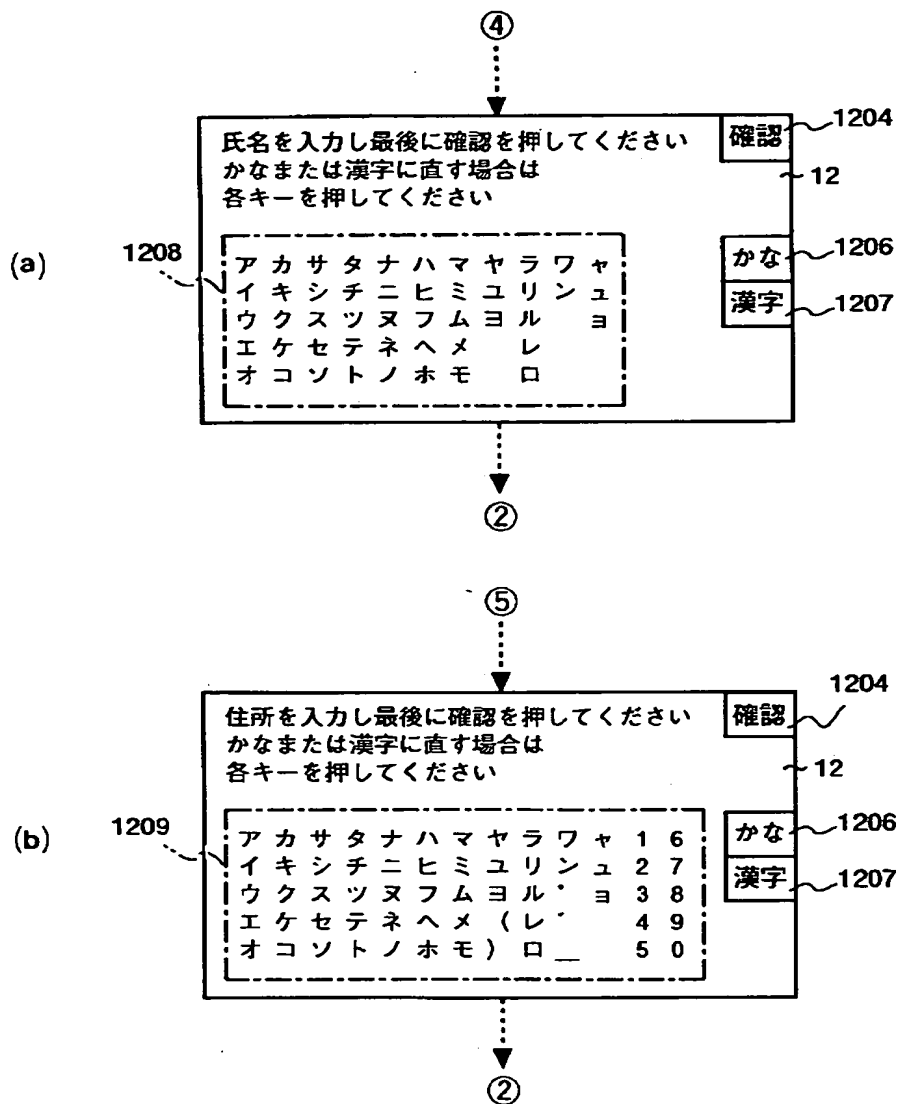 ④
氏名を入力し最後に確認を押してください
かなまたは漢字に直す場合は
各キーを押してください
確認
1204
12
(a)
1208
ア カ サ タ ナ ハ マ ヤ ラ ワ ャ
イ キ シ チ ニ ヒ ミ ユ リ ン ュ
ウ ク ス ツ ヌ フ ム ヨ ル ョ
エ ケ セ テ ネ ヘ メ レ
オ コ ソ ト ノ ホ モ ロ
かな
1206
漢字
1207
②
⑤
住所を入力し最後に確認を押してください
かなまたは漢字に直す場合は
各キーを押してください
確認
1204
12
(b)
1209
ア カ サ タ ナ ハ マ ヤ ラ ワ ャ 1 6
イ キ シ チ ニ ヒ ミ ユ リ ン ュ 2 7
ウ ク ス ツ ヌ フ ム ヨ ル ゜ ョ 3 8
エ ケ セ テ ネ ヘ メ ( レ ゛ 4 9
オ コ ソ ト ノ ホ モ ) ロ _ 5 0
かな
1206
漢字
1207
②